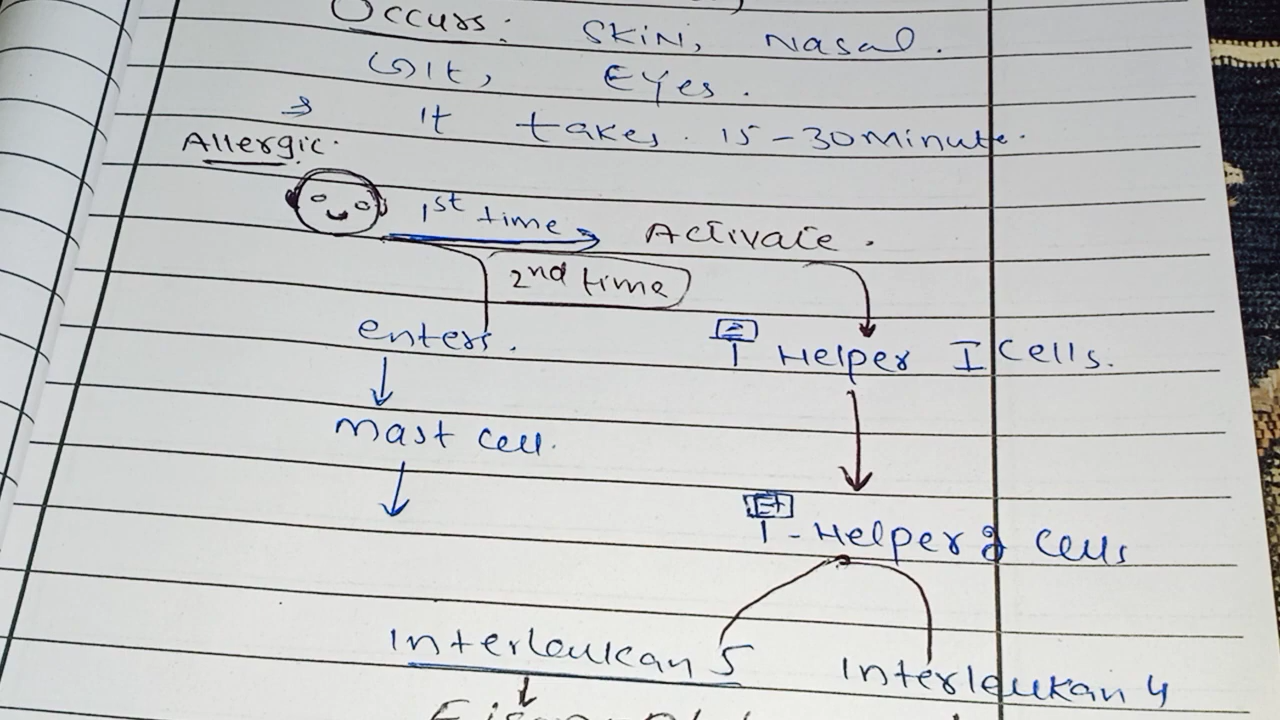 Occurs: Skin, Nasal.
GIt, Eyes.
→ It takes. 15-30 Minute.
Allergic.
1st time → Activate.
2nd time
enters. T Helper I Cells.
↓
Mast Cell.
↓
T-Helper 2 Cells
Interleukan 5 Interleukan 4
↓